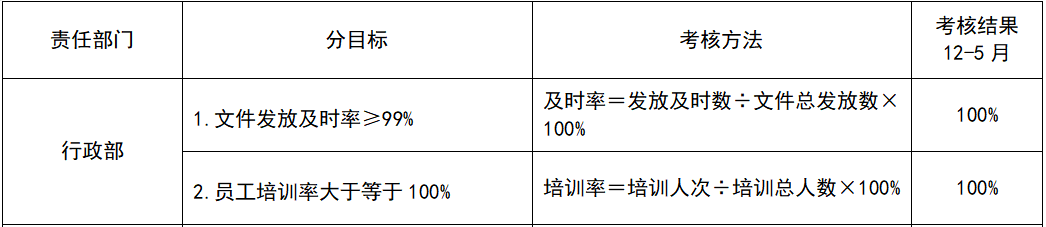 责任部门
分目标
考核方法
考核结果
12-5 月
行政部
1.文件发放及时率≥99%
及时率＝发放及时数÷文件总发放数×
100%
100%
2.员工培训率大于等于 100%
培训率＝培训人次÷培训总人数×100%
100%